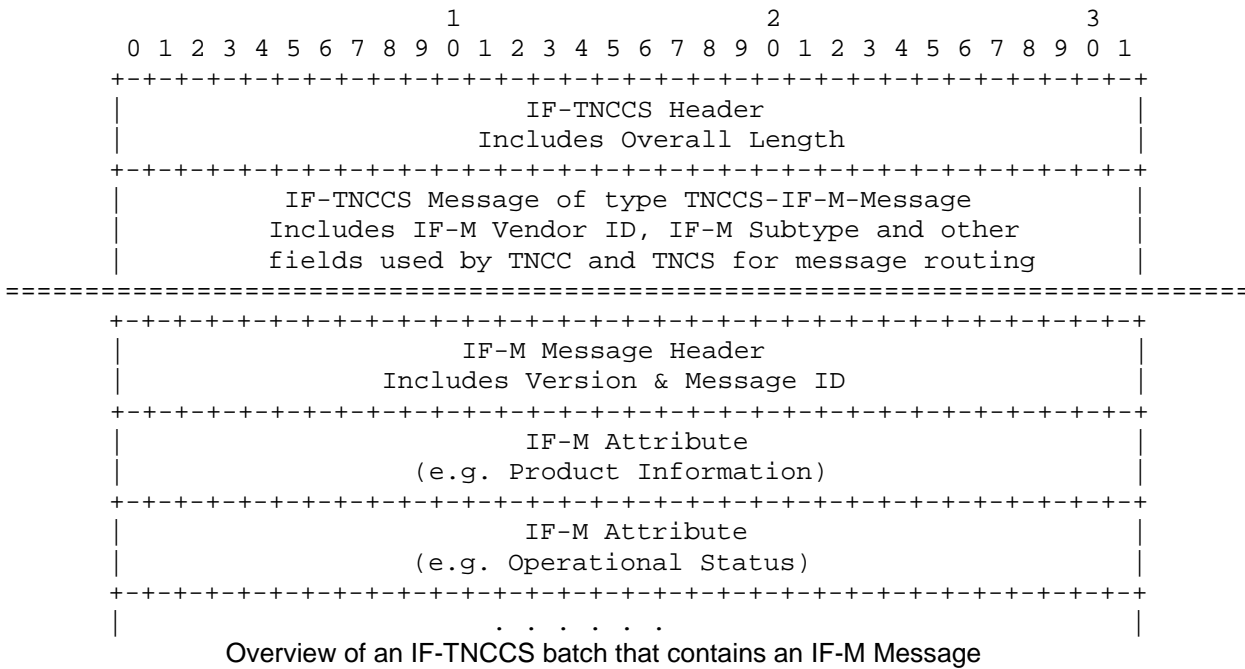 1                   2                   3
 0 1 2 3 4 5 6 7 8 9 0 1 2 3 4 5 6 7 8 9 0 1 2 3 4 5 6 7 8 9 0 1
+-+-+-+-+-+-+-+-+-+-+-+-+-+-+-+-+-+-+-+-+-+-+-+-+-+-+-+-+-+-+-+-+
|                         IF-TNCCS Header                       |
|                      Includes Overall Length                  |
+-+-+-+-+-+-+-+-+-+-+-+-+-+-+-+-+-+-+-+-+-+-+-+-+-+-+-+-+-+-+-+-+
|          IF-TNCCS Message of type TNCCS-IF-M-Message          |
|         Includes IF-M Vendor ID, IF-M Subtype and other       |
|         fields used by TNCC and TNCS for message routing      |
==============================================================================
+-+-+-+-+-+-+-+-+-+-+-+-+-+-+-+-+-+-+-+-+-+-+-+-+-+-+-+-+-+-+-+-+
|                     IF-M Message Header                       |
|                Includes Version & Message ID                  |
+-+-+-+-+-+-+-+-+-+-+-+-+-+-+-+-+-+-+-+-+-+-+-+-+-+-+-+-+-+-+-+-+
|                         IF-M Attribute                        |
|                  (e.g. Product Information)                   |
+-+-+-+-+-+-+-+-+-+-+-+-+-+-+-+-+-+-+-+-+-+-+-+-+-+-+-+-+-+-+-+-+
|                         IF-M Attribute                        |
|                  (e.g. Operational Status)                    |
+-+-+-+-+-+-+-+-+-+-+-+-+-+-+-+-+-+-+-+-+-+-+-+-+-+-+-+-+-+-+-+-+
|                       . . . . . .                             |
Overview of an IF-TNCCS batch that contains an IF-M Message